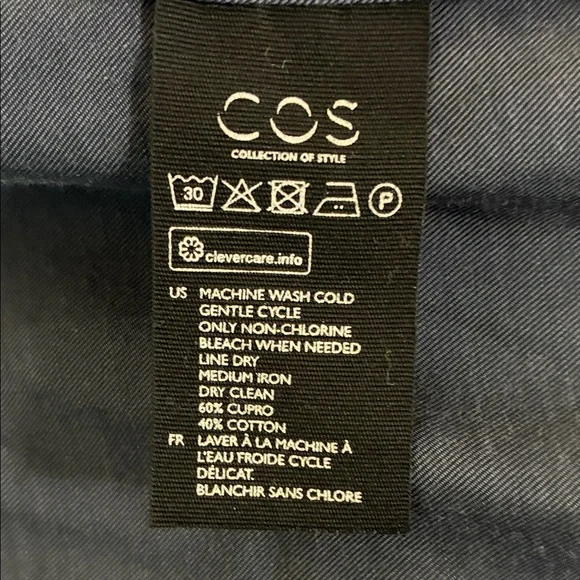 COS
COLLECTION OF STYLE
30 P
clevercare.info
US MACHINE WASH COLD
GENTLE CYCLE
ONLY NON-CHLORINE
BLEACH WHEN NEEDED
LINE DRY
MEDIUM IRON
DRY CLEAN
60% CUPRO
40% COTTON
FR LAVER À LA MACHINE À
L'EAU FROIDE CYCLE
DÉLICAT.
BLANCHIR SANS CHLORE